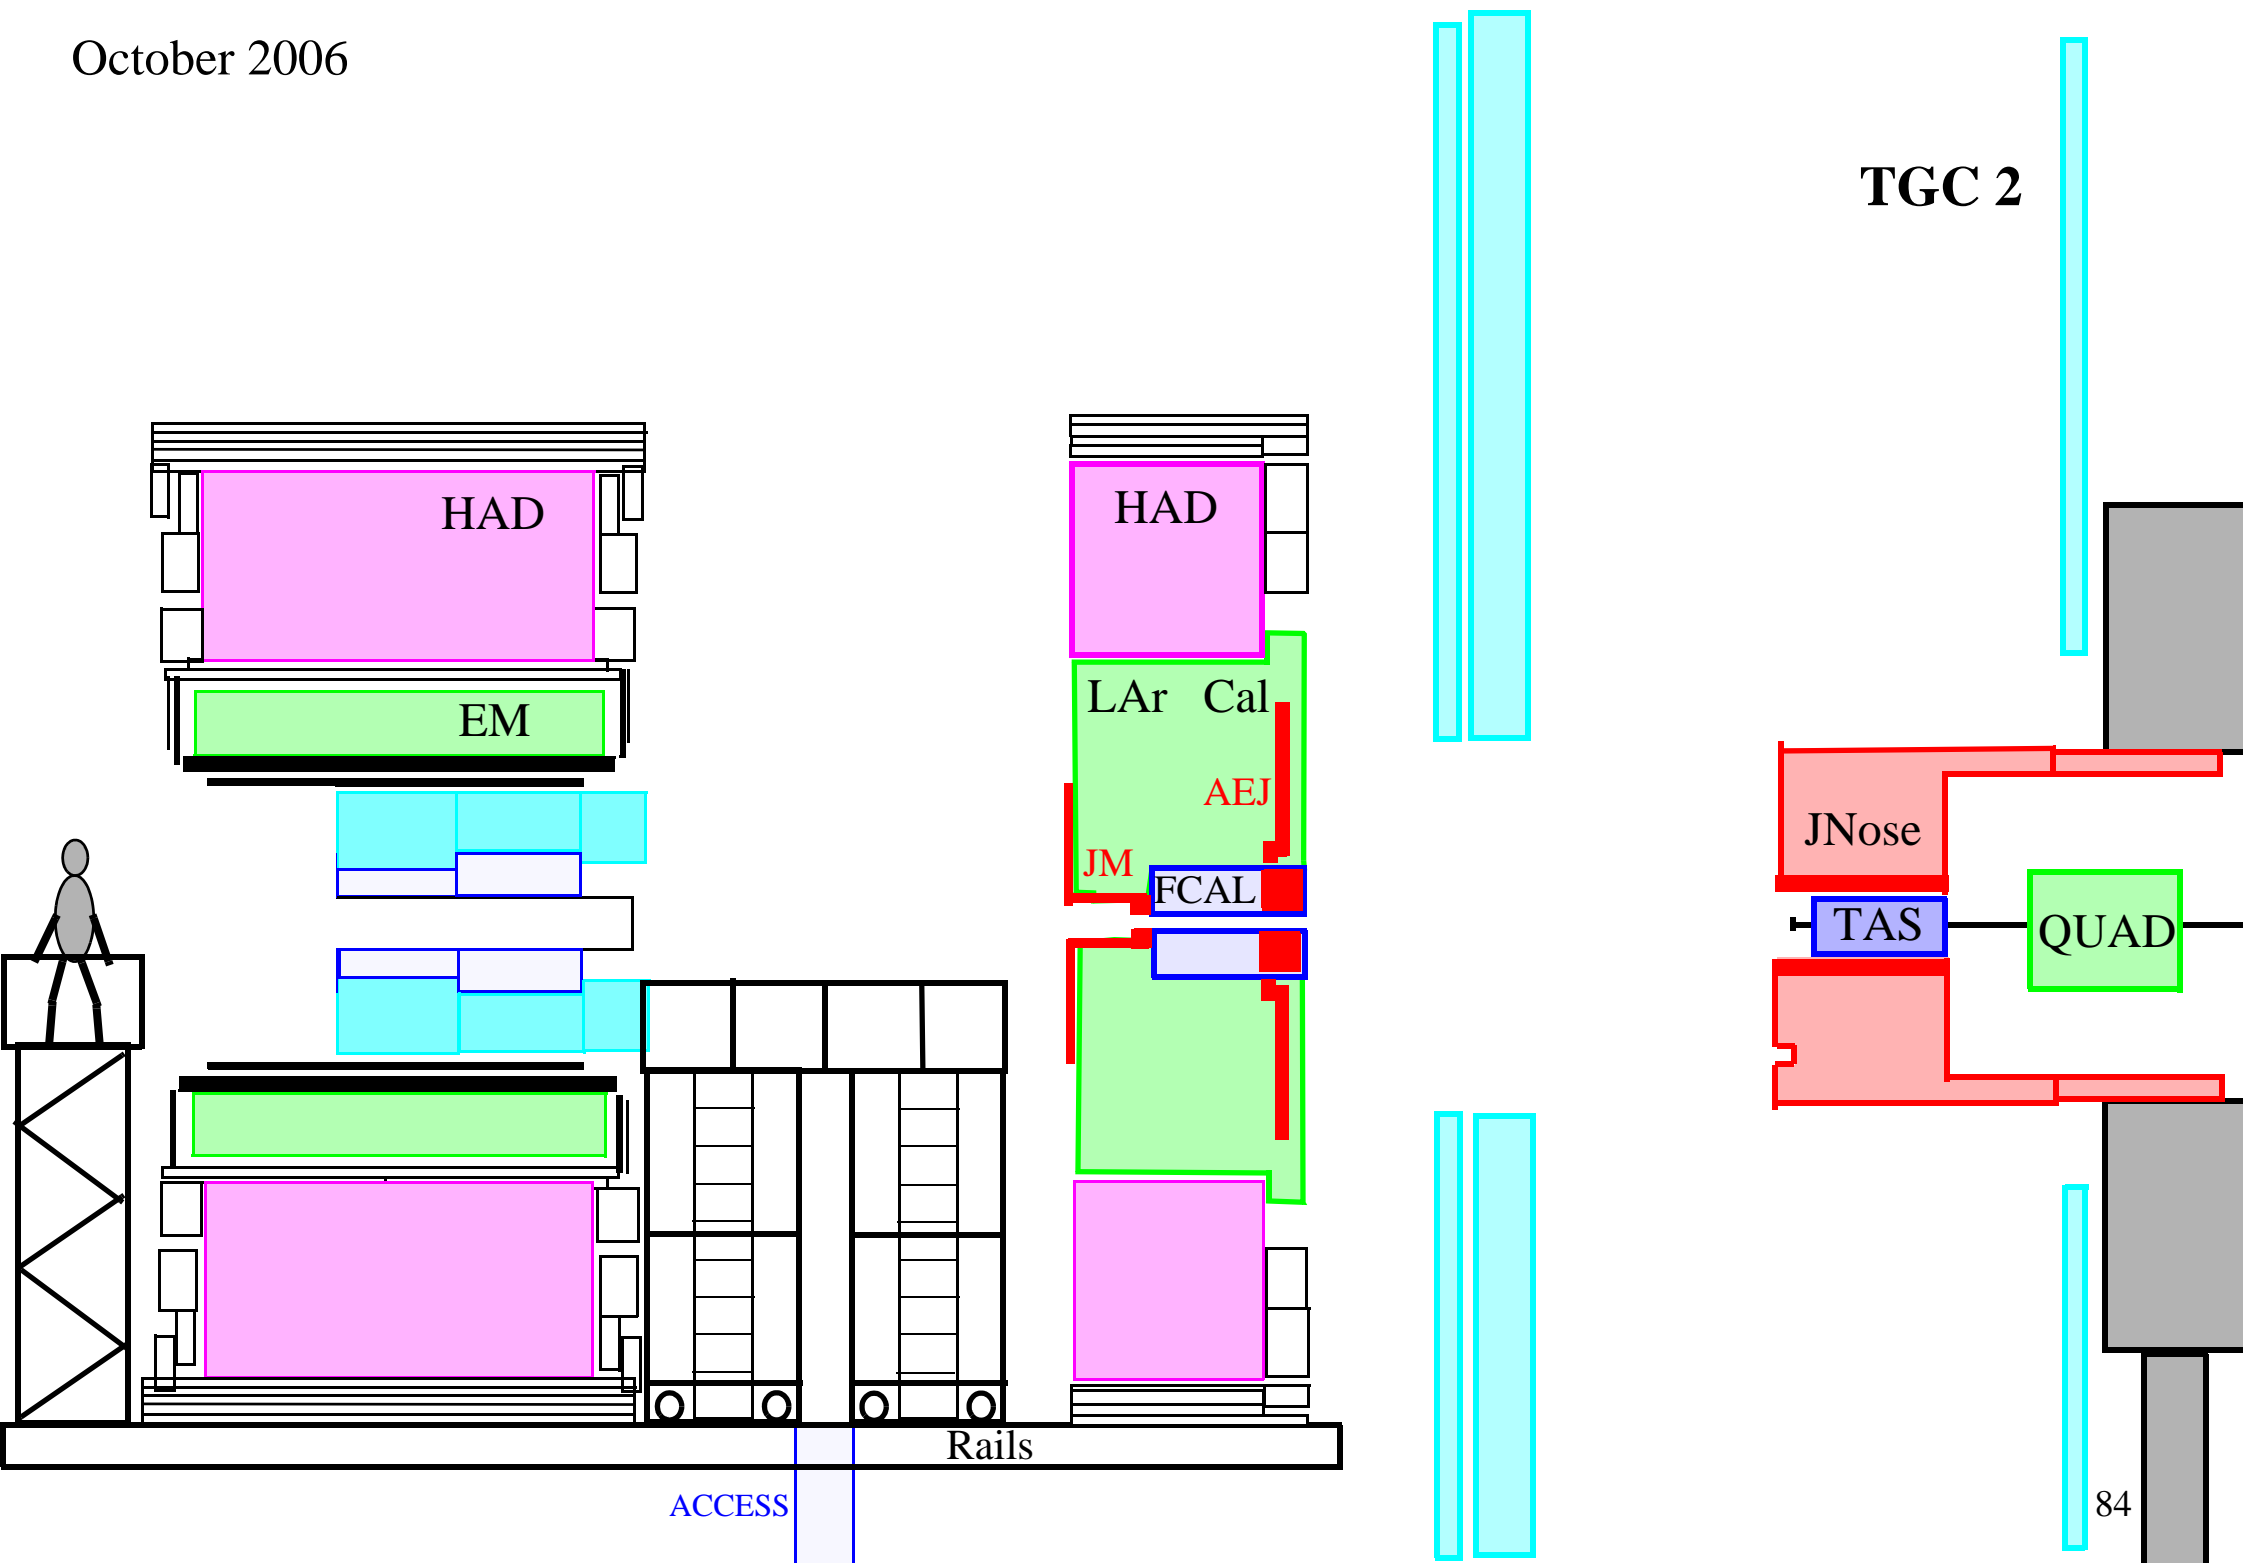 October 2006
TGC 2
HAD
HAD
LAr Cal
EM
AEJ
JNose
JM
FCAL
TAS
QUAD
Rails
ACCESS
84